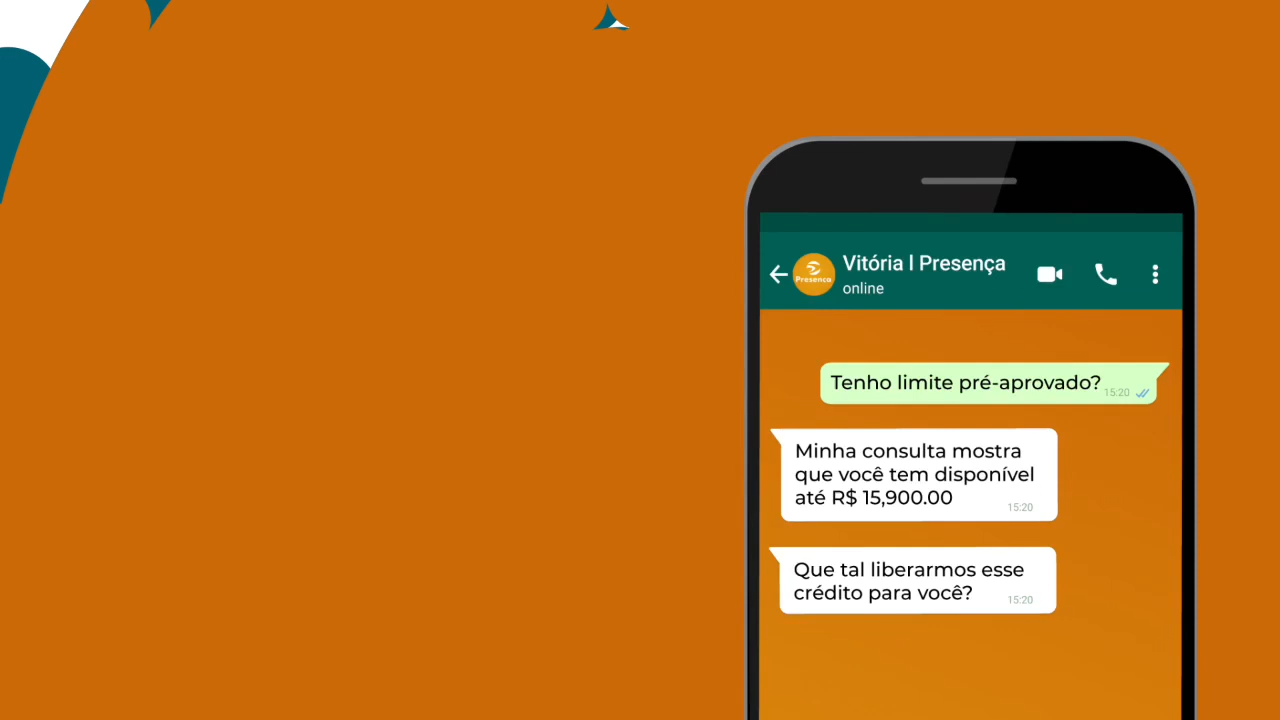 Vitória l Presença
Presença
online
Tenho limite pré-aprovado?
15:20
Minha consulta mostra
que você tem disponível
até R$ 15,900.00
15:20
Que tal liberarmos esse
crédito para você?
15:20